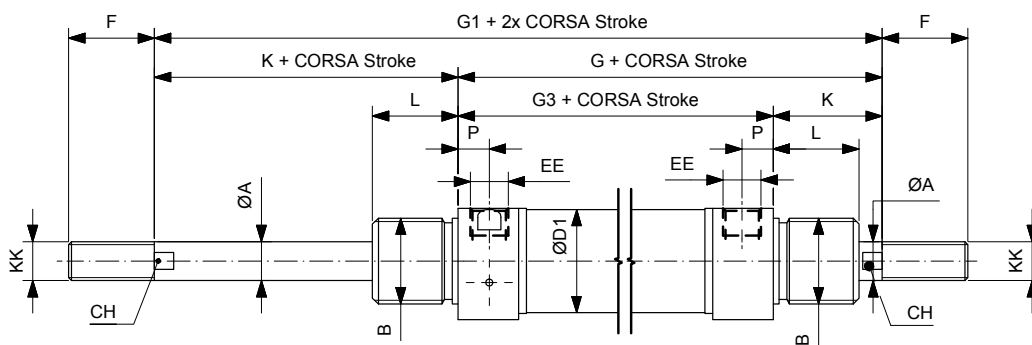 F
G1 + 2x CORSA Stroke
F
K + CORSA Stroke
G + CORSA Stroke
L
G3 + CORSA Stroke
K
P
P
L
EE
EE
ØA
ØA
KK
ØD1
KK
CH
B
B
CH